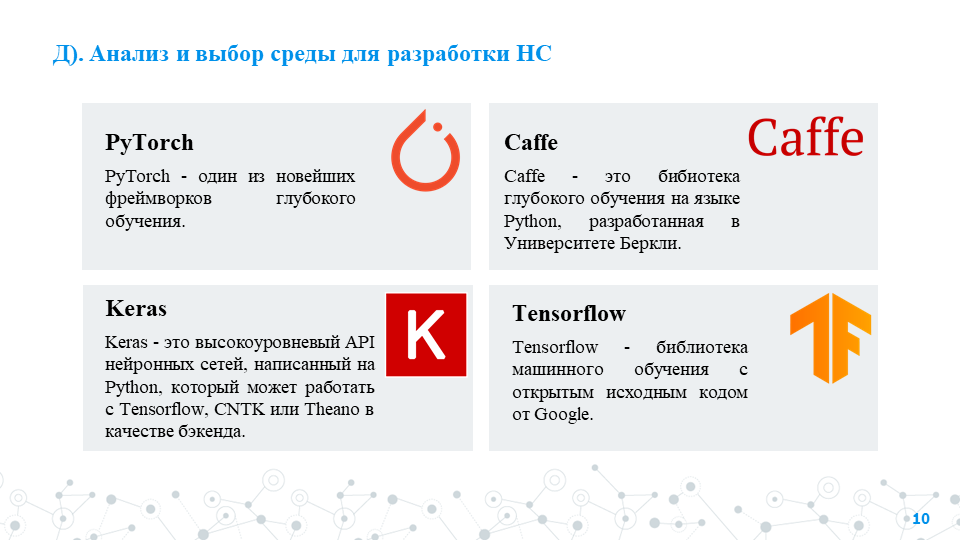 Д). Анализ и выбор среды для разработки НС
PyTorch
PyTorch - один из новейших
фреймворков глубокого
обучения.
Caffe
Caffe
Caffe - это бибиотека
глубокого обучения на языке
Python, разработанная в
Университете Беркли.
Keras
Keras - это высокоуровневый API
нейронных сетей, написанный на
Python, который может работать
с Tensorflow, CNTK или Theano в
качестве бэкенда.
K
Tensorflow
Tensorflow - библиотека
машинного обучения с
открытым исходным кодом
от Google.
10